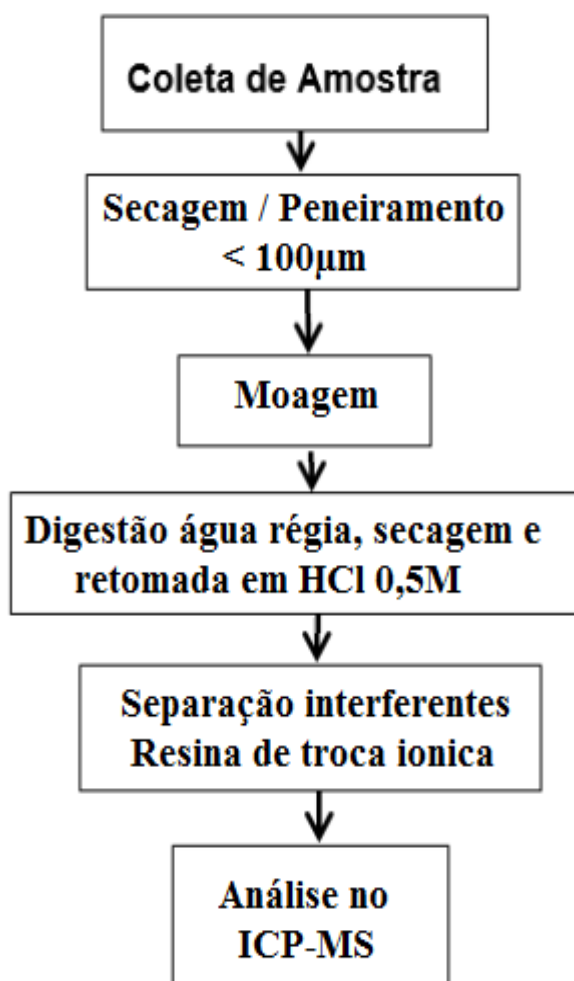 Coleta de Amostra
Secagem / Peneiramento
< 100µm
Moagem
Digestão água régia, secagem e
retomada em HCl 0,5M
Separação interferentes
Resina de troca ionica
Análise no
ICP-MS